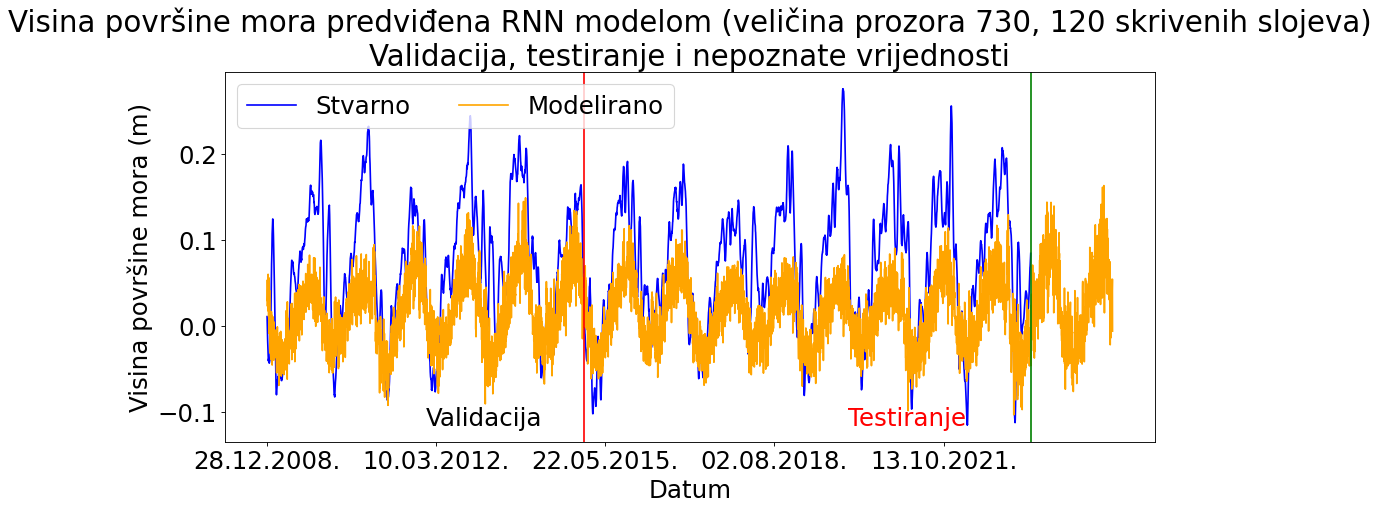 Visina površine mora predviđena RNN modelom (veličina prozora 730, 120 skrivenih slojeva)
Validacija, testiranje i nepoznate vrijednosti
Stvarno Modelirano
Visina površine mora (m)
0.2
0.1
0.0
−0.1
Validacija Testiranje
28.12.2008. 10.03.2012. 22.05.2015. 02.08.2018. 13.10.2021.
Datum